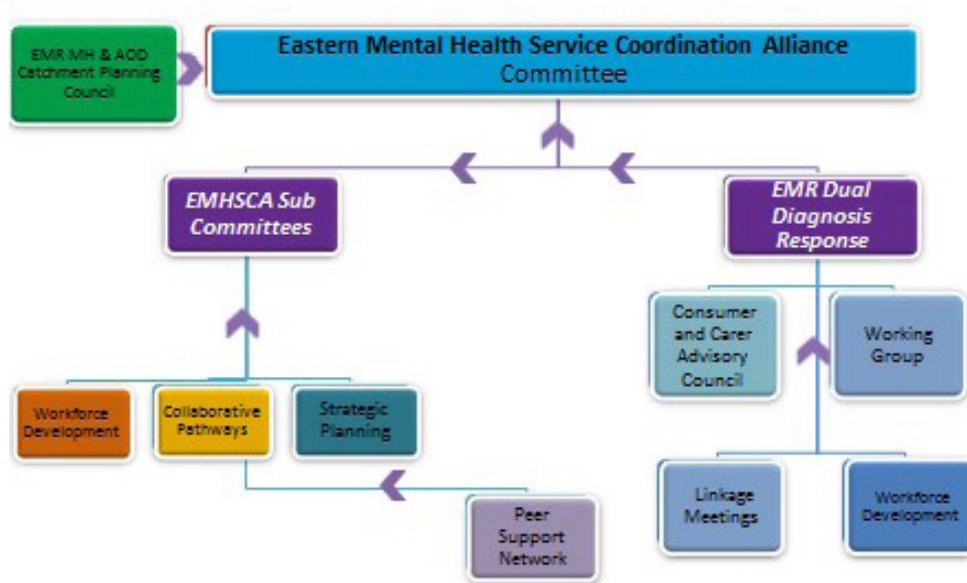 EMR MH & AOD
Catchment Planning
Council
Eastern Mental Health Service Coordination Alliance
Committee
EMHSCA Sub
Committees
EMR Dual
Diagnosis
Response
Consumer
and Carer
Advisory
Council
Working
Group
Workforce
Development
Collaborative
Pathways
Strategic
Planning
Linkage
Meetings
Workforce
Development
Peer
Support
Network